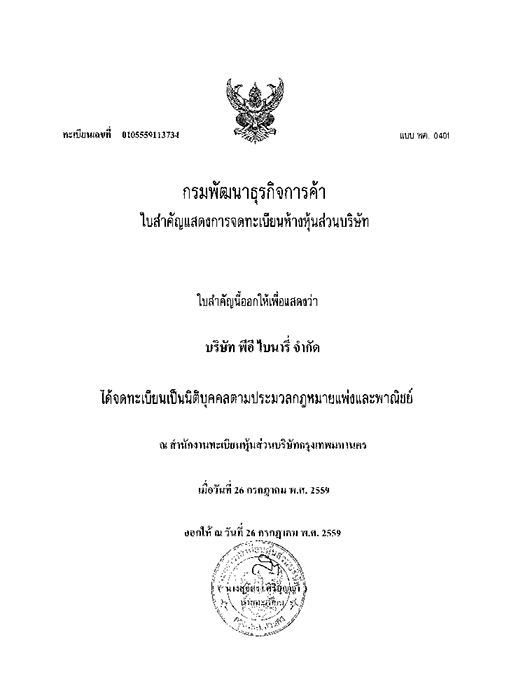 ทะเบียนเลขที่ 0105559113734
แบบ พค. 0401
กรมพัฒนาธุรกิจการค้า
ใบสำคัญแสดงการจดทะเบียนห้างหุ้นส่วนบริษัท
ใบสำคัญนี้ออกให้เพื่อแสดงว่า
บริษัท พีอี ไบนารี่ จำกัด
ได้จดทะเบียนเป็นนิติบุคคลตามประมวลกฎหมายแพ่งและพาณิชย์
ณ สำนักงานทะเบียนหุ้นส่วนบริษัทกรุงเทพมหานคร
เมื่อวันที่ 26 กรกฎาคม พ.ศ. 2559
ออกให้ ณ วันที่ 26 กรกฎาคม พ.ศ. 2559
นายทะเบียน